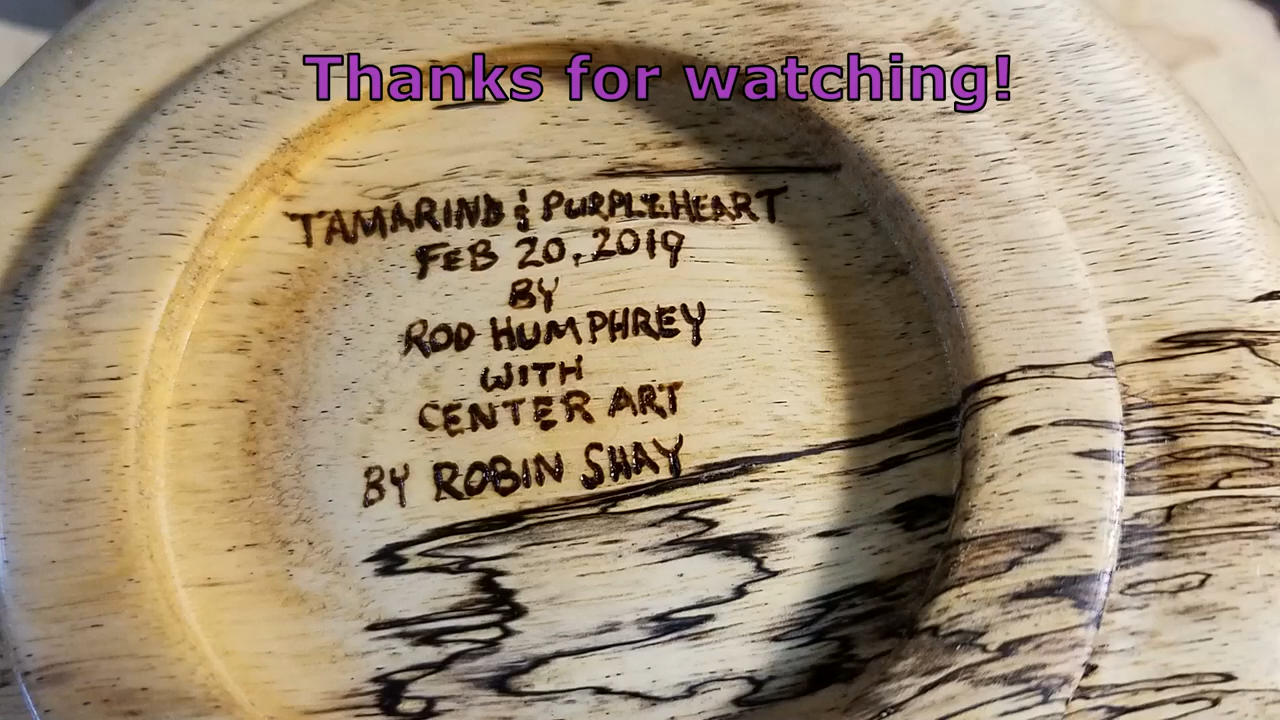 Thanks for watching!
TAMARIND & PURPLEHEART
FEB 20, 2019
BY
ROD HUMPHREY
WITH
CENTER ART
BY ROBIN SHAY